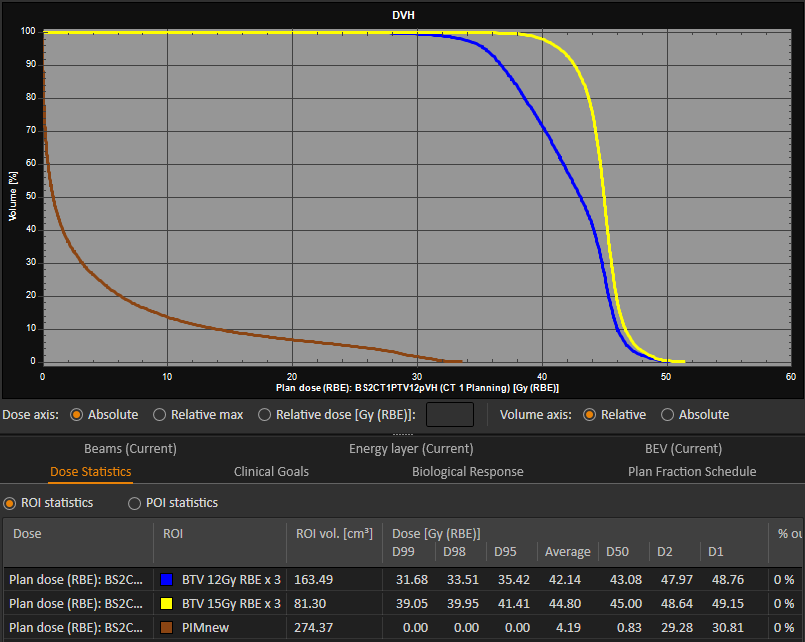 DVH
100
90
80
70
60
50
40
30
20
10
0
Volume [%]
0 10 20 30 40 50 60
Plan dose (RBE): BS2CT1PTV12pVH (CT 1 Planning) [Gy (RBE)]
Dose axis: Absolute Relative max Relative dose [Gy (RBE)]: Volume axis: Relative Absolute
Beams (Current) Energy layer (Current) BEV (Current)
Dose Statistics Clinical Goals Biological Response Plan Fraction Schedule
ROI statistics POI statistics
Dose ROI ROI vol. [cm³] Dose [Gy (RBE)] % ou
D99 D98 D95 Average D50 D2 D1
Plan dose (RBE): BS2C... BTV 12Gy RBE x 3 163.49 31.68 33.51 35.42 42.14 43.08 47.97 48.76 0 %
Plan dose (RBE): BS2C... BTV 15Gy RBE x 3 81.30 39.05 39.95 41.41 44.80 45.00 48.64 49.15 0 %
Plan dose (RBE): BS2C... PIMnew 274.37 0.00 0.00 0.00 4.19 0.83 29.28 30.81 0 %